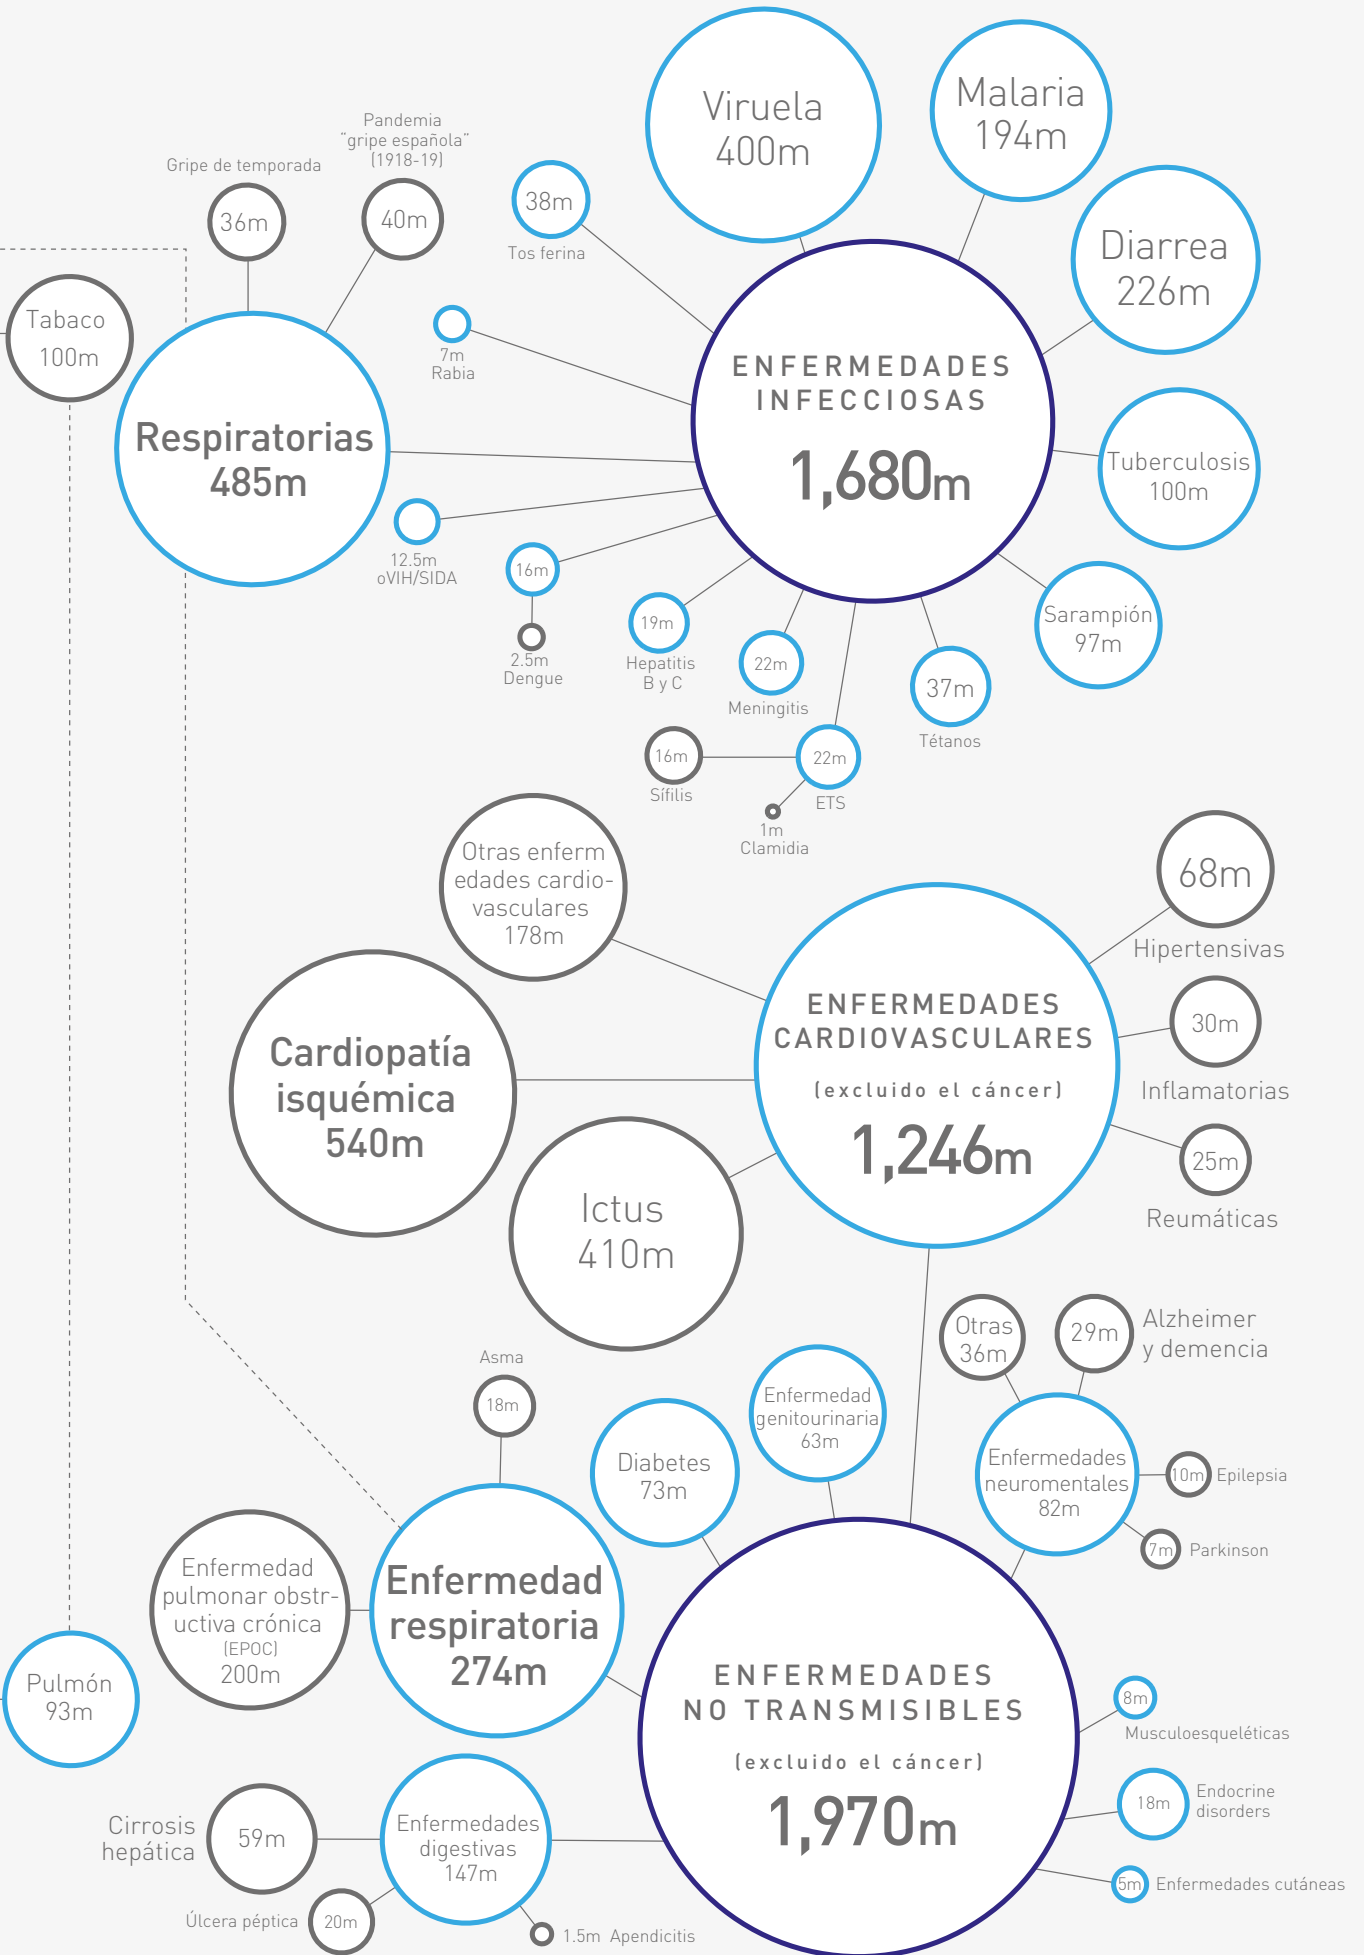 Viruela
400m
Malaria
194m
Pandemia
"gripe española"
(1918-19)
40m
Gripe de temporada
36m
38m
Tos ferina
Diarrea
226m
Tabaco
100m
7m
Rabia
ENFERMEDADES
INFECCIOSAS
1,680m
Respiratorias
485m
Tuberculosis
100m
12.5m
oVIH/SIDA
16m
2.5m
Dengue
19m
Hepatitis
B y C
22m
Meningitis
Sarampión
97m
37m
Tétanos
16m
Sífilis
22m
ETS
1m
Clamidia
Otras enferm
edades cardio-
vasculares
178m
68m
Hipertensivas
ENFERMEDADES
CARDIOVASCULARES
(excluido el cáncer)
1,246m
30m
Inflamatorias
Cardiopatía
isquémica
540m
25m
Reumáticas
Ictus
410m
Otras
36m
29m
Alzheimer
y demencia
Asma
18m
Enfermedad
genitourinaria
63m
Diabetes
73m
Enfermedades
neuromentales
82m
10m Epilepsia
7m Parkinson
Enfermedad
pulmonar obstr-
uctiva crónica
(EPOC)
200m
Enfermedad
respiratoria
274m
Pulmón
93m
ENFERMEDADES
NO TRANSMISIBLES
(excluido el cáncer)
1,970m
8m
Musculoesqueléticas
18m
Endocrine
disorders
5m Enfermedades cutáneas
Cirrosis
hepática
59m
Enfermedades
digestivas
147m
Úlcera péptica
20m
1.5m Apendicitis